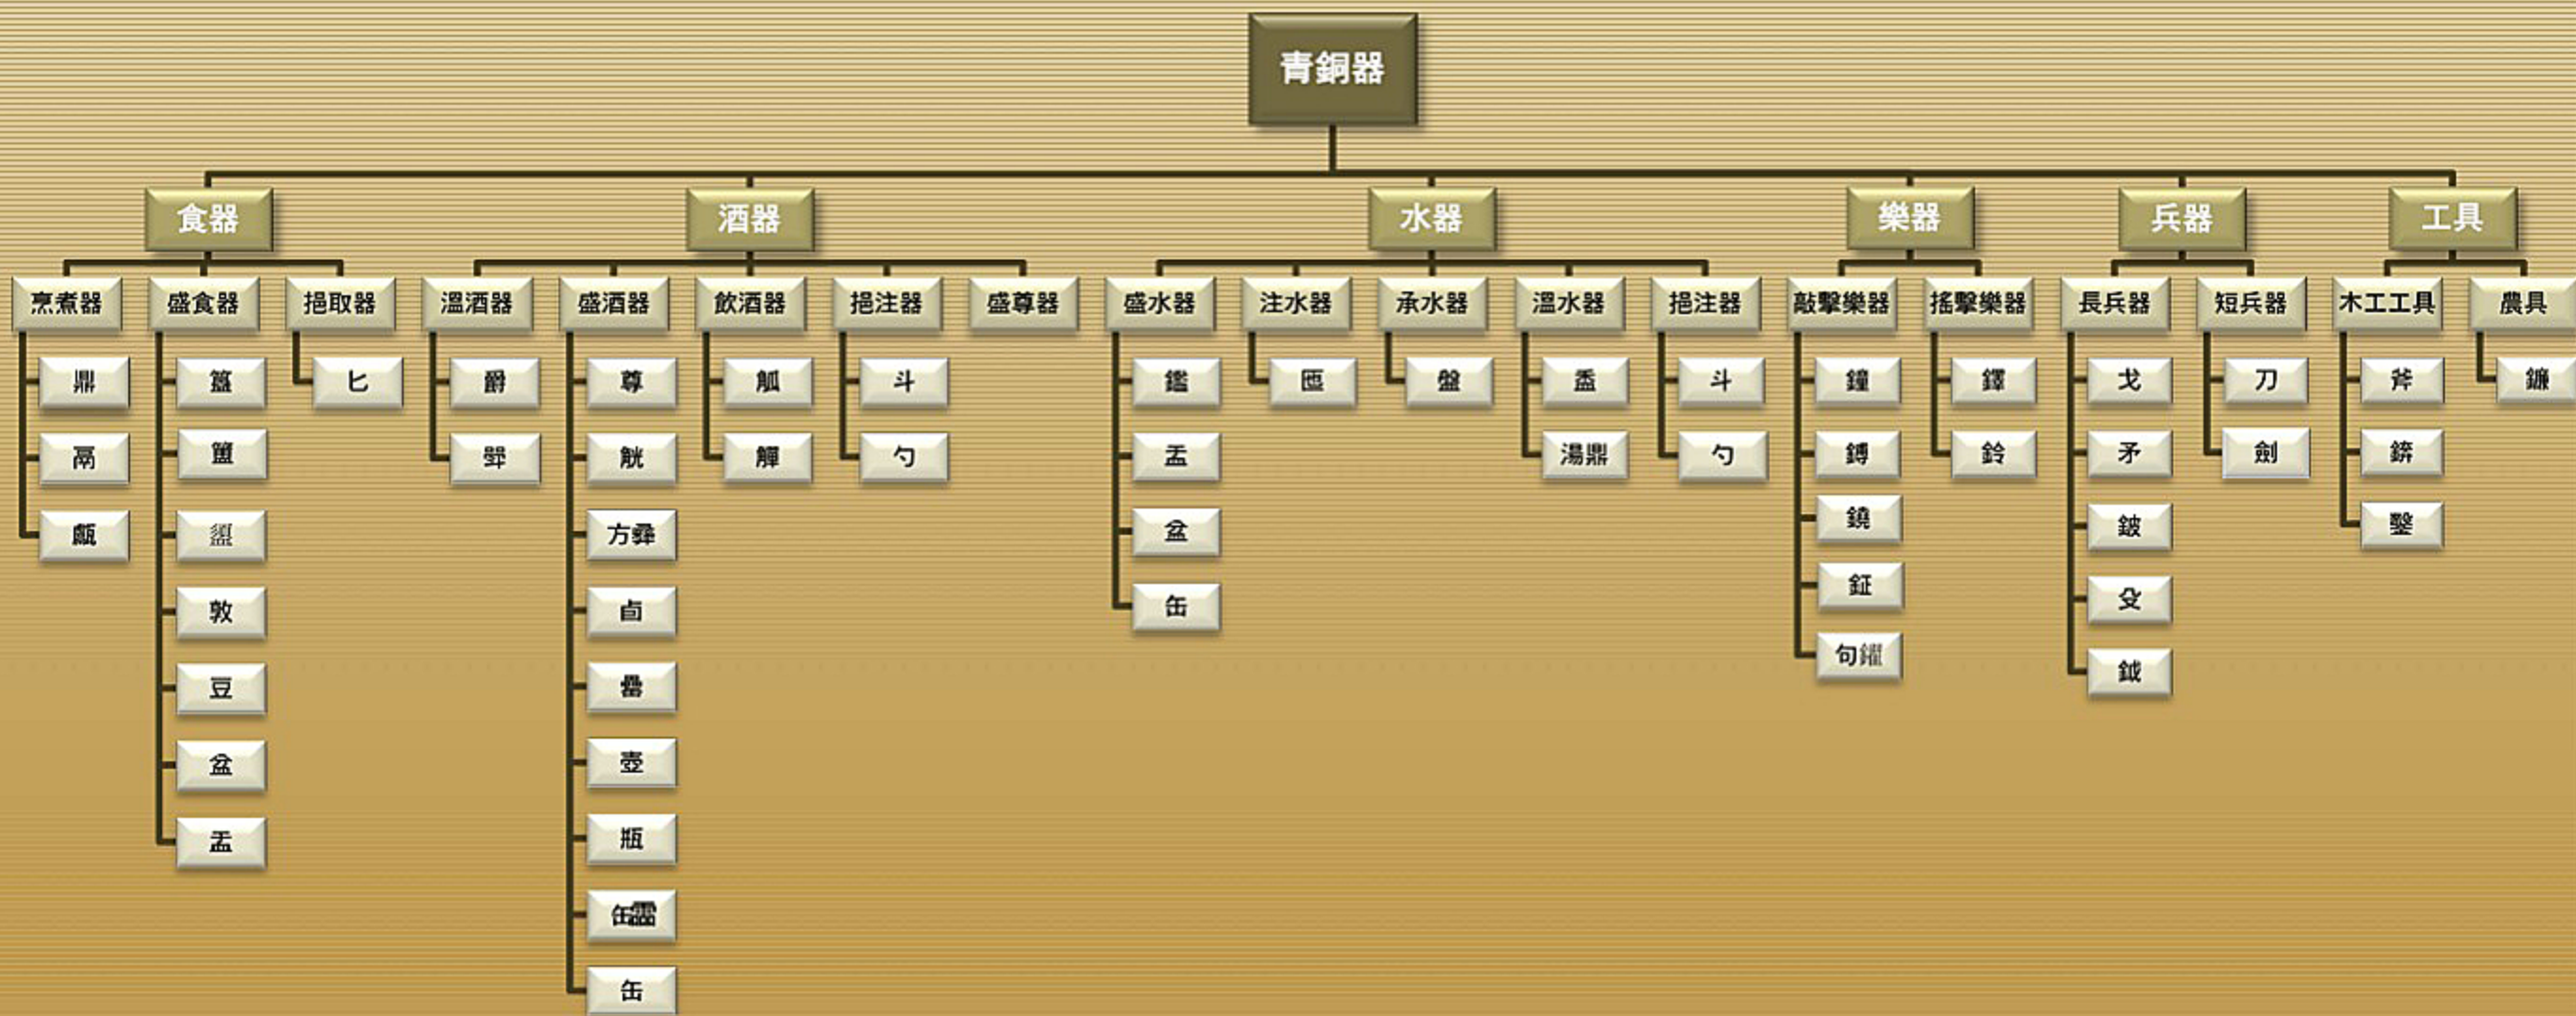 青銅器
食器
酒器
水器
樂器
兵器
工具
烹煮器
盛食器
挹取器
溫酒器
盛酒器
飲酒器
挹注器
盛尊器
盛水器
注水器
承水器
溫水器
挹注器
敲擊樂器
搖擊樂器
長兵器
短兵器
木工工具
農具
鼎
鬲
甗
簋
簠
盨
敦
豆
盆
盂
匕
爵
斝
尊
觥
方彝
卣
罍
壺
瓶
缶
觚
觶
斗
勺
鑑
盂
盆
缶
匜
盤
盉
湯鼎
斗
勺
鐘
鎛
鐃
鉦
句鑃
鐸
鈴
戈
矛
鈹
殳
鉞
刀
劍
斧
錛
鑿
鐮